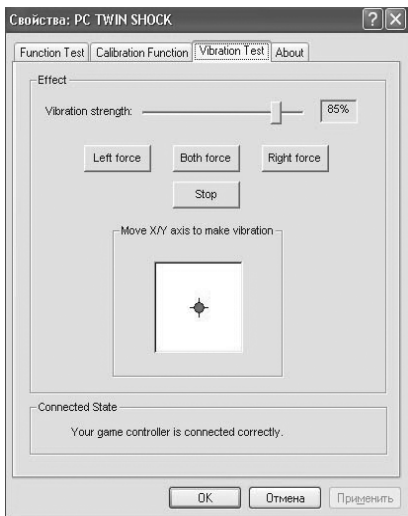 Свойства: PC TWIN SHOCK
Function Test Calibration Function Vibration Test About
Effect
Vibration strength: 85%
Left force Both force Right force
Stop
Move X/Y axis to make vibration
Connected State
Your game controller is connected correctly.
OK Отмена Применить